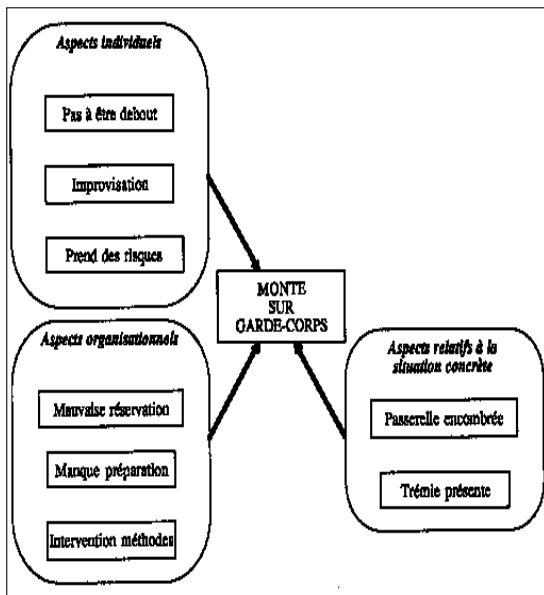 Aspects individuels
Pas à être debout
Improvisation
Prend des risques
MONTE
SUR
GARDE-CORPS
Aspects organisationnels
Mauvaise réservation
Manque préparation
Intervention méthodes
Aspects relatifs à la
situation concrète
Passerelle encombrée
Trémie présente